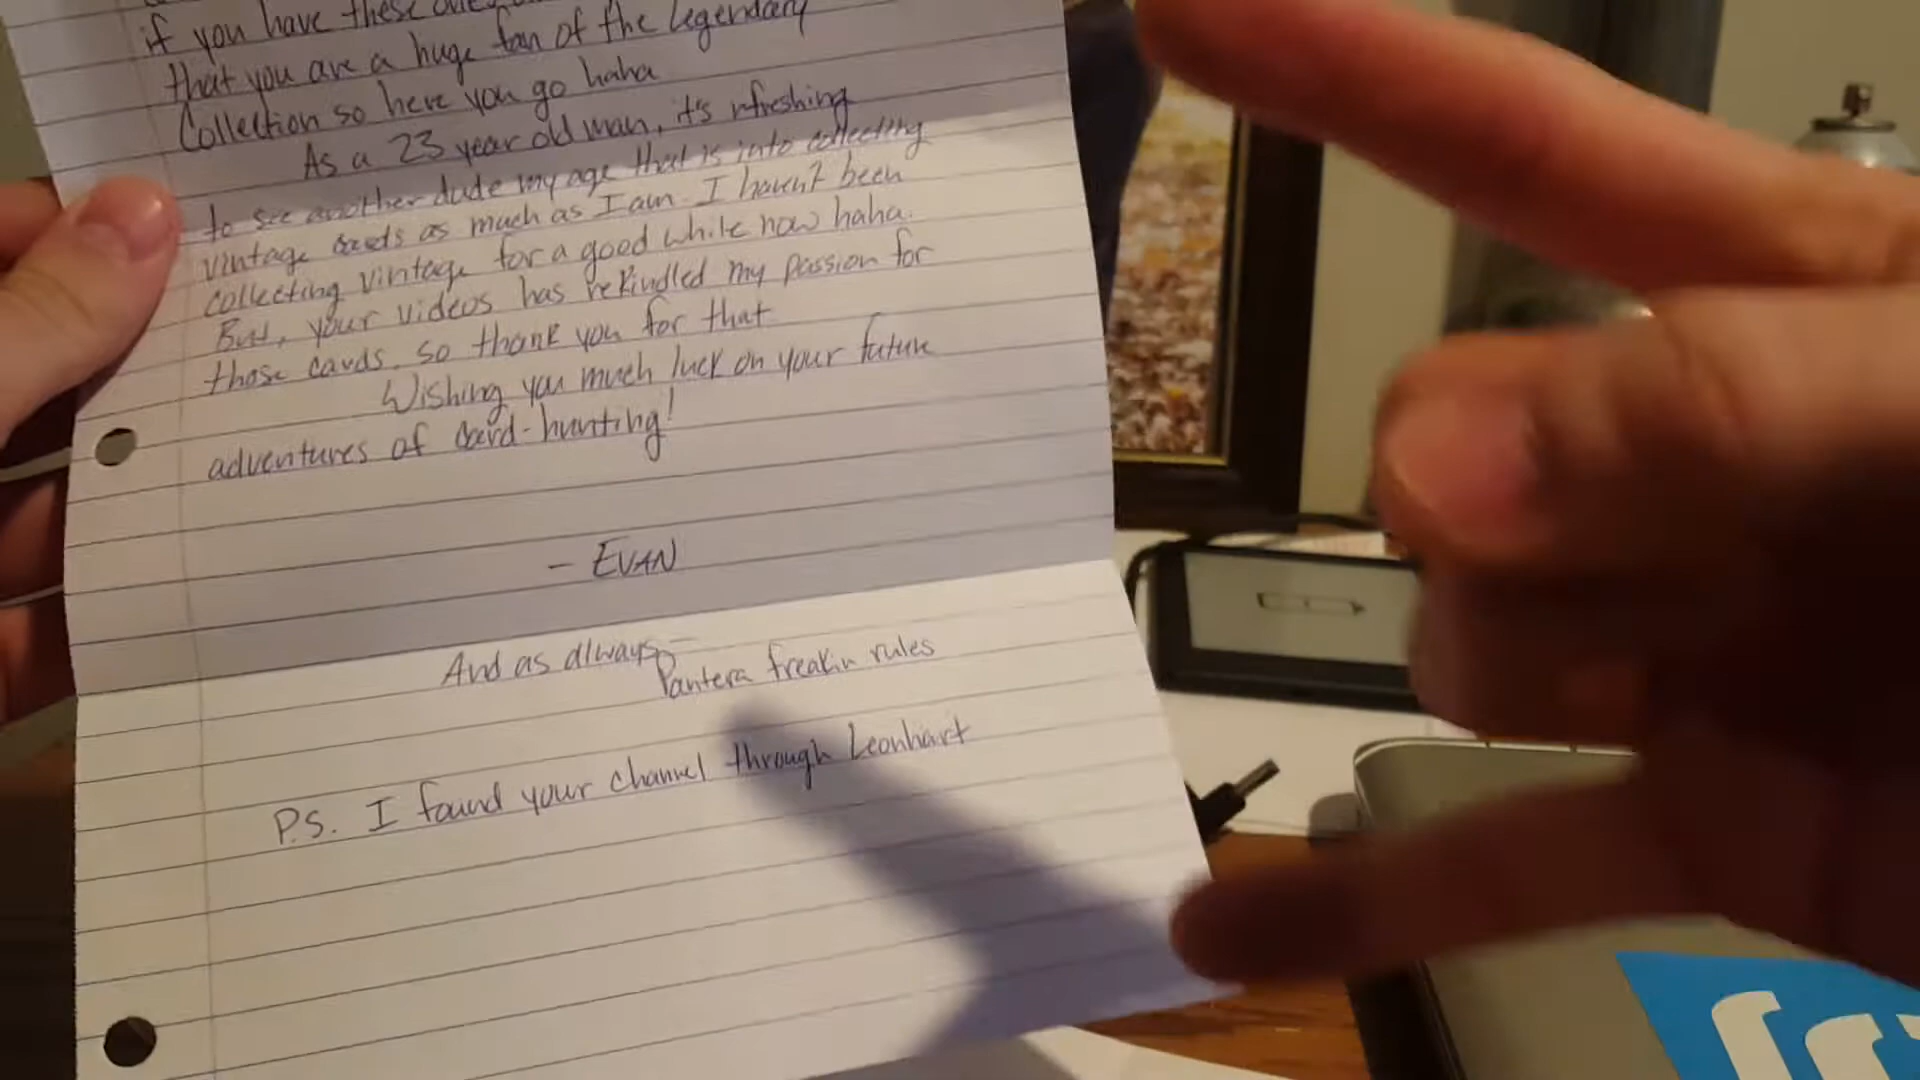 if you have these
that you are a huge fan of the legendary
Collection so here you go haha
As a 23 year old man, it's rfreshing
to see another dude my age that is into collecting
vintage cards as much as I am. I haven't been
collecting vintage for a good while now haha.
But, your videos has rekindled my passion for
those cards. so thank you for that
Wishing you much luck on your future
adventures of card-hunting!
- EVAN
And as always-
Pantera freakin rules
P.S. I found your channel through Leonhart